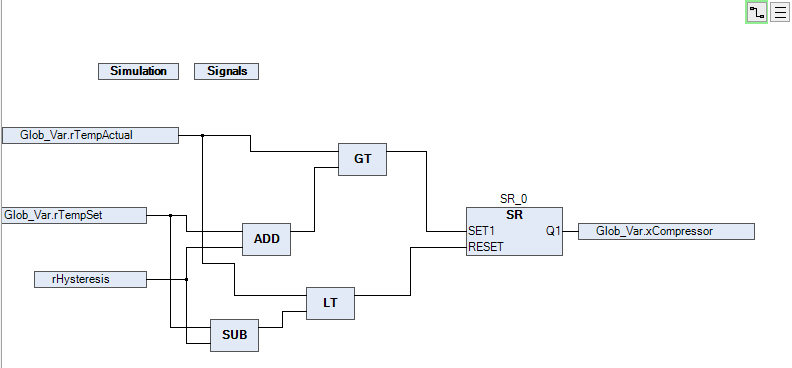 Simulation
Signals
Glob_Var.rTempActual
GT
SR_0
SR
Glob_Var.rTempSet
SET1
Q1
Glob_Var.xCompressor
ADD
RESET
rHysteresis
LT
SUB